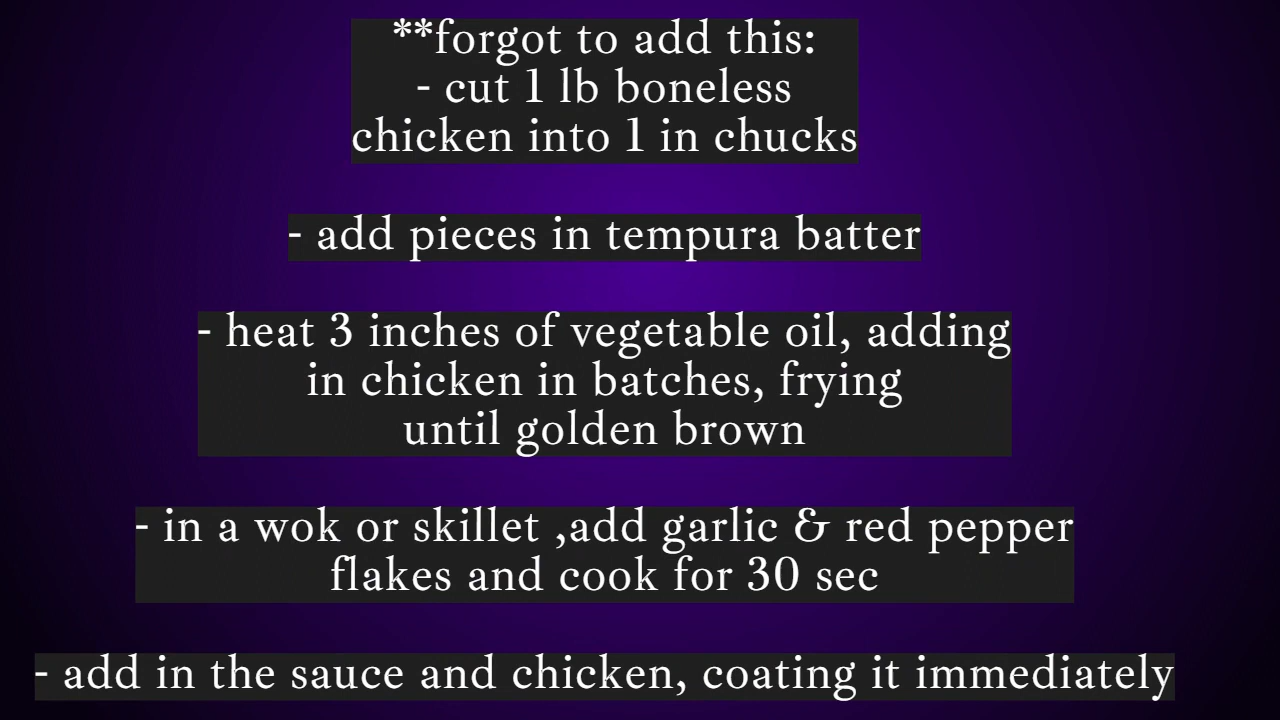 **forgot to add this:
- cut 1 lb boneless
chicken into 1 in chucks
- add pieces in tempura batter
- heat 3 inches of vegetable oil, adding
in chicken in batches, frying
until golden brown
- in a wok or skillet ,add garlic & red pepper
flakes and cook for 30 sec
- add in the sauce and chicken, coating it immediately